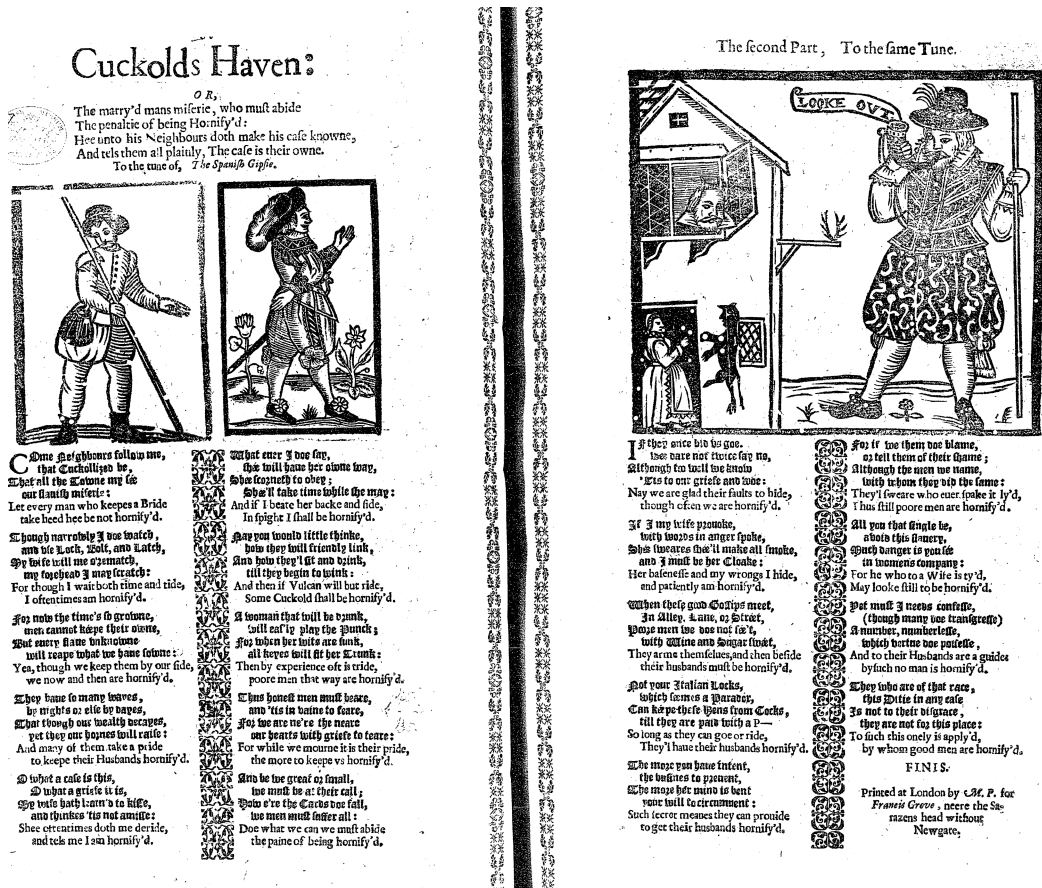 Cuckolds Haven:
OR,
The marry'd mans miserie, who must abide
The penaltie of being Hornify'd:
Hee unto his Neighbours doth make his case knowne,
And tels them all plainly, The case is their owne.
To the tune of, The Spanish Gipsie.
COme Neighbours follow me,
that Cuckollized be,
That all the Towne may see
our slauish miserie:
Let every man who keepes a Bride
take heed hee be not hornify'd.
Though narrowly I doe watch,
and vse Lock, Bolt, and Latch,
My wife will me orematch,
my forehead I may scratch:
For though I wait both time and tide,
I oftentimes am hornify'd.
For now the time's so growne,
men cannot keepe their owne,
But euery slaue vnknowne
will reape what we haue sowne:
Yea, though we keep them by our side,
we now and then are hornify'd.
They haue so many wayes,
by nights or else by dayes,
That though our wealth decayes,
yet they our hornes will raise:
And many of them take a pride
to keepe their Husbands hornify'd.
O what a case is this,
O what a griefe it is,
My wife hath learn'd to kisse,
and thinkes 'tis not amisse:
Shee oftentimes doth me deride,
and tels me I am hornify'd.
What euer I doe say,
shee will haue her owne way,
Shee scorneth to obey;
Shee'll take time while she may:
And if I beate her backe and side,
In spight I shall be hornify'd.
Nay you would little thinke,
how they will friendly link,
And how they'l sit and drink,
till they begin to wink:
And then if Vulcan will but ride,
Some Cuckold shall be hornify'd.
A woman that will be drunk,
will eas'ly play the Punck;
For when her wits are sunk,
all keyes will fit her Trunk:
Then by experience oft is tride,
poore men that way are hornify'd.
Thus honest men must beare,
and 'tis in vaine to feare,
For we are ne're the neare
our hearts with griefe to teare:
For while we mourne it is their pride,
the more to keepe vs hornify'd.
And be we great or small,
we must be at their call;
How e're the Cards doe fall,
we men must suffer all:
Doe what we can we must abide
the paine of being hornify'd.
The second Part, To the same Tune.
LOOKE OUT
IF they once bid vs goe.
wee dare not twice say no,
Although too well we know
'Tis to our griefe and woe:
Nay we are glad their faults to hide,
though often we are hornify'd.
If I my wife prouoke,
with words in anger spoke,
Shee sweares shee'll make all smoke,
and I must be her Cloake:
Her basenesse and my wrongs I hide,
and patiently am hornify'd.
When these good Gossips meet,
In Alley, Lane, or Street,
Poore men we doe not see't,
with Wine and Sugar sweet,
They arme themselues, and then beside
their husbands must be hornify'd.
Not your Italian Locks,
which seemes a Paradox,
Can keepe these Hens from Cocks,
till they are paid with a P—
So long as they can goe or ride,
They'l haue their husbands hornify'd.
The more you haue intent,
the busines to preuent,
The more her mind is bent
your will to circumuent:
Such secret meanes they can prouide
to get their husbands hornify'd.
For if we them doe blame,
or tell them of their shame;
Although the men we name,
with whom they did the same:
They'l sweare who euer spake it ly'd,
Thus still poore men are hornify'd.
All you that single be,
avoid this slauery,
Much danger is you see
in womens company:
For he who to a Wife is ty'd,
May looke still to be hornify'd.
Yet must I needs confesse,
(though many doe transgresse)
A number, numberlesse,
which vertue doe possesse,
And to their Husbands are a guide
by such no man is hornify'd.
They who are of that race,
this Ditie in any case
Is not to their disgrace,
they are not for this place:
To such this onely is apply'd,
by whom good men are hornify'd.
FINIS.
Printed at London by M. P. for
Francis Grove, neere the Sa-
razens head without
Newgate.